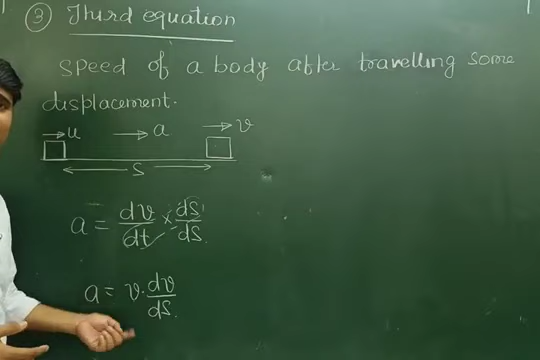 ③ Third equation
Speed of a body after travelling some
displacement.
u a v
S
a = dv/dt × ds/ds
a = v. dv/ds.